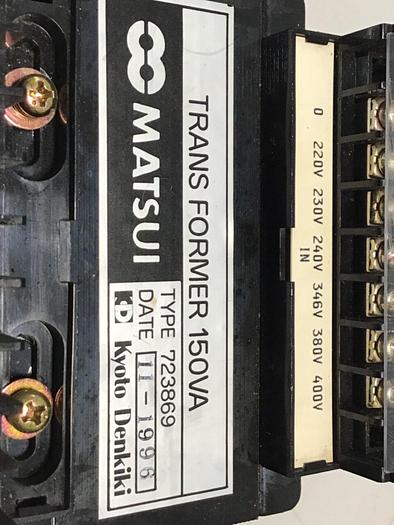 TRANS FORMER 150VA
MATSUI
TYPE 723869
DATE 11-1996
KD Kyoto Denkiki
0 220V 230V 240V 346V 380V 400V
IN